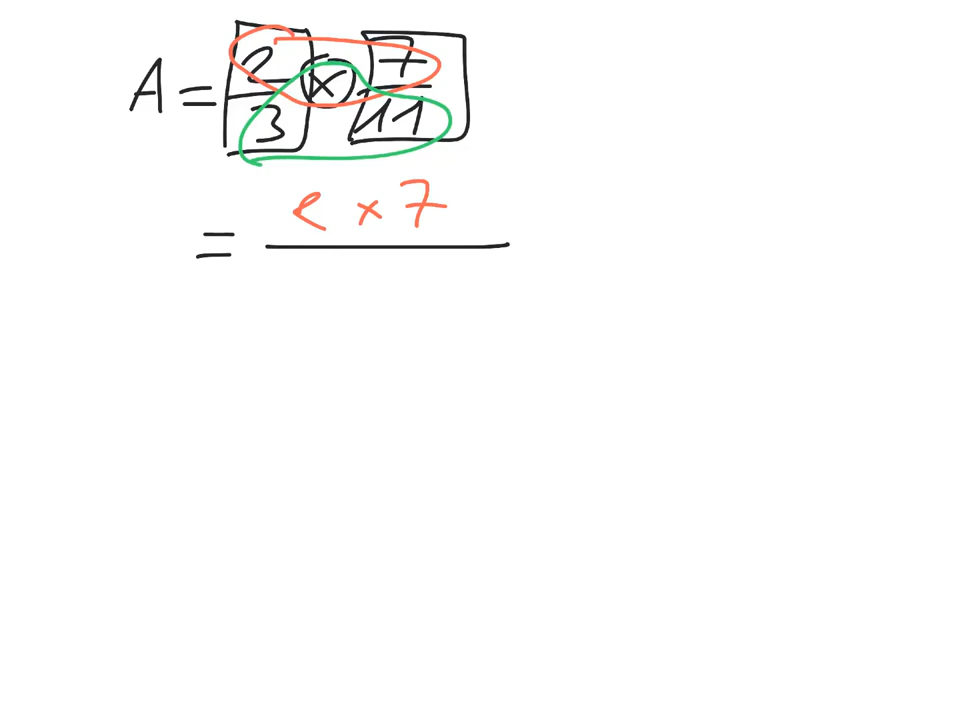 A = 2/3 × 7/11
= 2 × 7